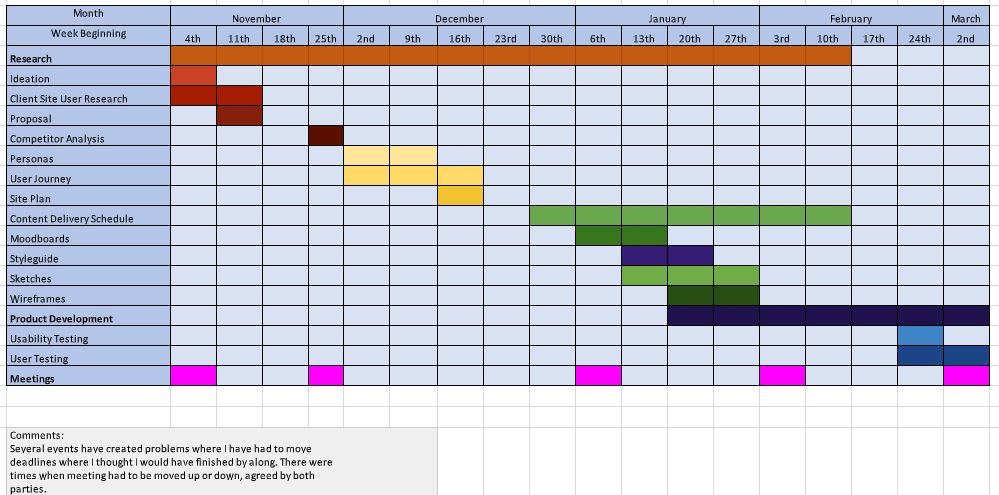 Month November December January February March
Week Beginning 4th 11th 18th 25th 2nd 9th 16th 23rd 30th 6th 13th 20th 27th 3rd 10th 17th 24th 2nd
Research
Ideation
Client Site User Research
Proposal
Competitor Analysis
Personas
User Journey
Site Plan
Content Delivery Schedule
Moodboards
Styleguide
Sketches
Wireframes
Product Development
Usability Testing
User Testing
Meetings
Comments:
Several events have created problems where I have had to move
deadlines where I thought I would have finished by along. There were
times when meeting had to be moved up or down, agreed by both
parties.